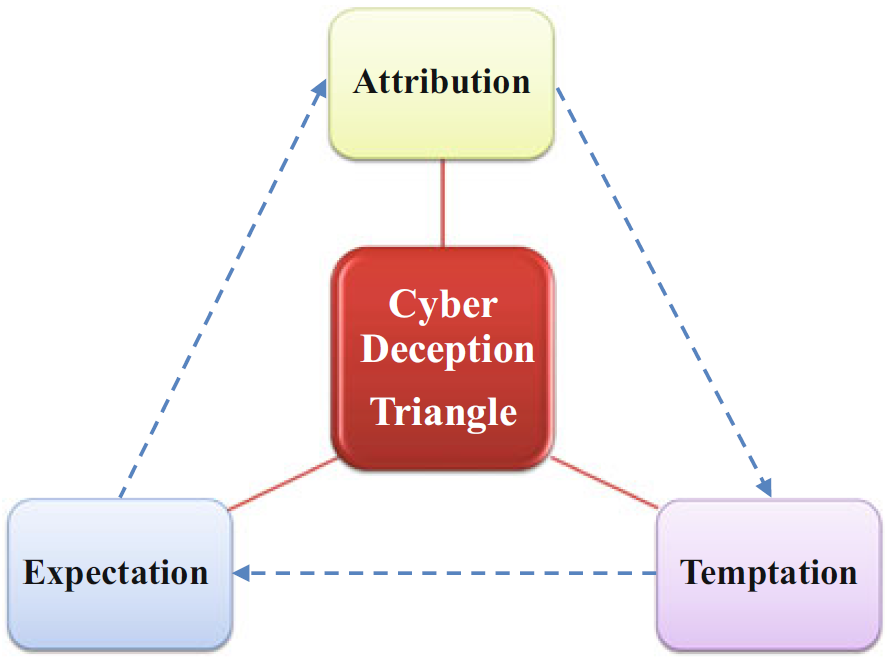 Attribution
Cyber
Deception
Triangle
Expectation
Temptation